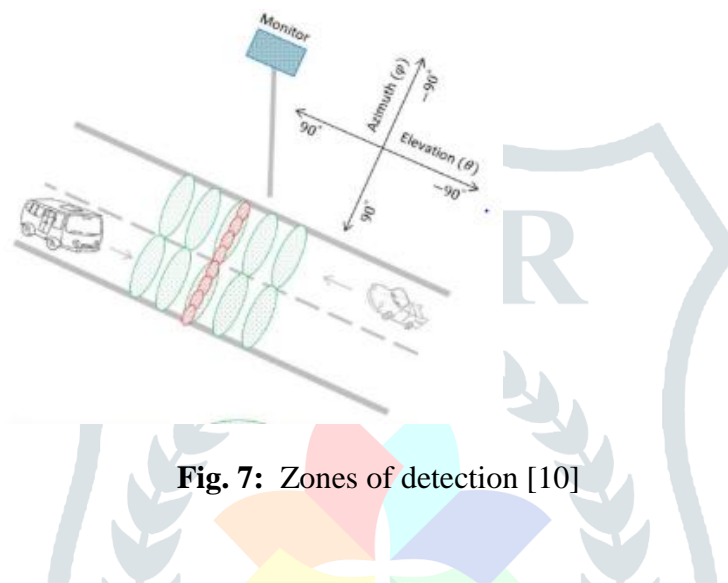 Monitor
Azimuth (φ)
−90°
90°
Elevation (θ)
−90°
90°
R
Fig. 7: Zones of detection [10]